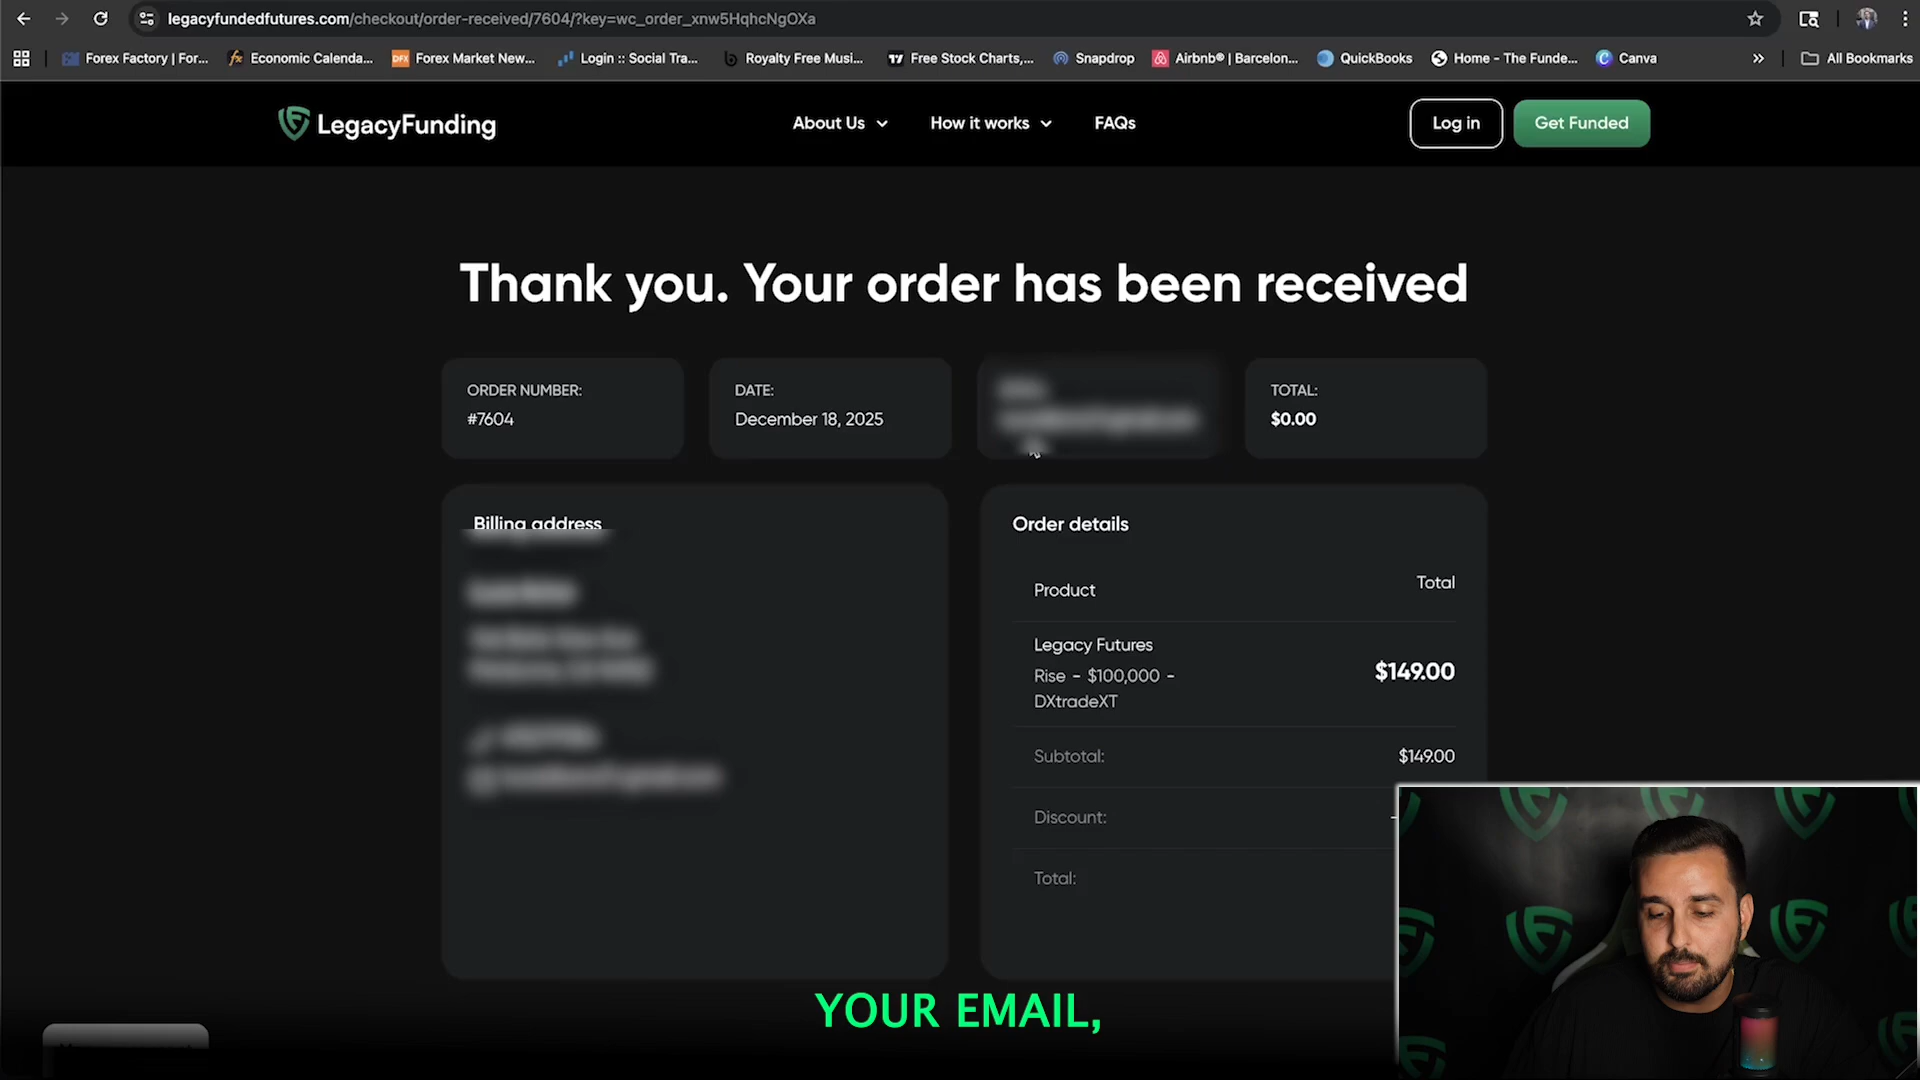 legacyfundedfutures.com/checkout/order-received/7604/?key=wc_order_xnw5HqhcNgOXa
Forex Factory | For...
Economic Calenda...
Forex Market New...
Login :: Social Tra...
Royalty Free Musi...
Free Stock Charts,...
Snapdrop
Airbnb® | Barcelon...
QuickBooks
Home - The Funde...
Canva
All Bookmarks
LegacyFunding
About Us
How it works
FAQs
Log in
Get Funded
Thank you. Your order has been received
ORDER NUMBER:
#7604
DATE:
December 18, 2025
TOTAL:
$0.00
Billing address
Order details
Product
Total
Legacy Futures
Rise - $100,000 -
DXtradeXT
$149.00
Subtotal:
$149.00
Discount:
Total:
YOUR EMAIL,